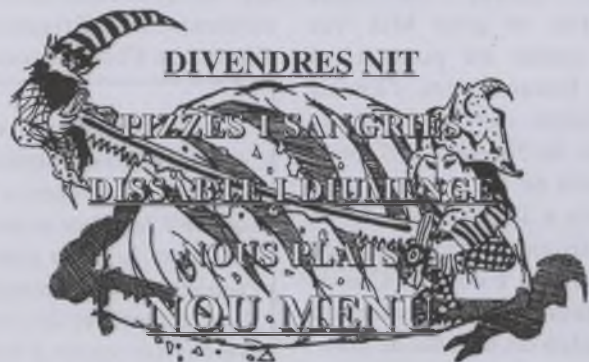 DIVENDRES NIT
PIZZES I SANGRIES
DISSABTE I DIUMENGE
NOUS PLATS
NOU MENU